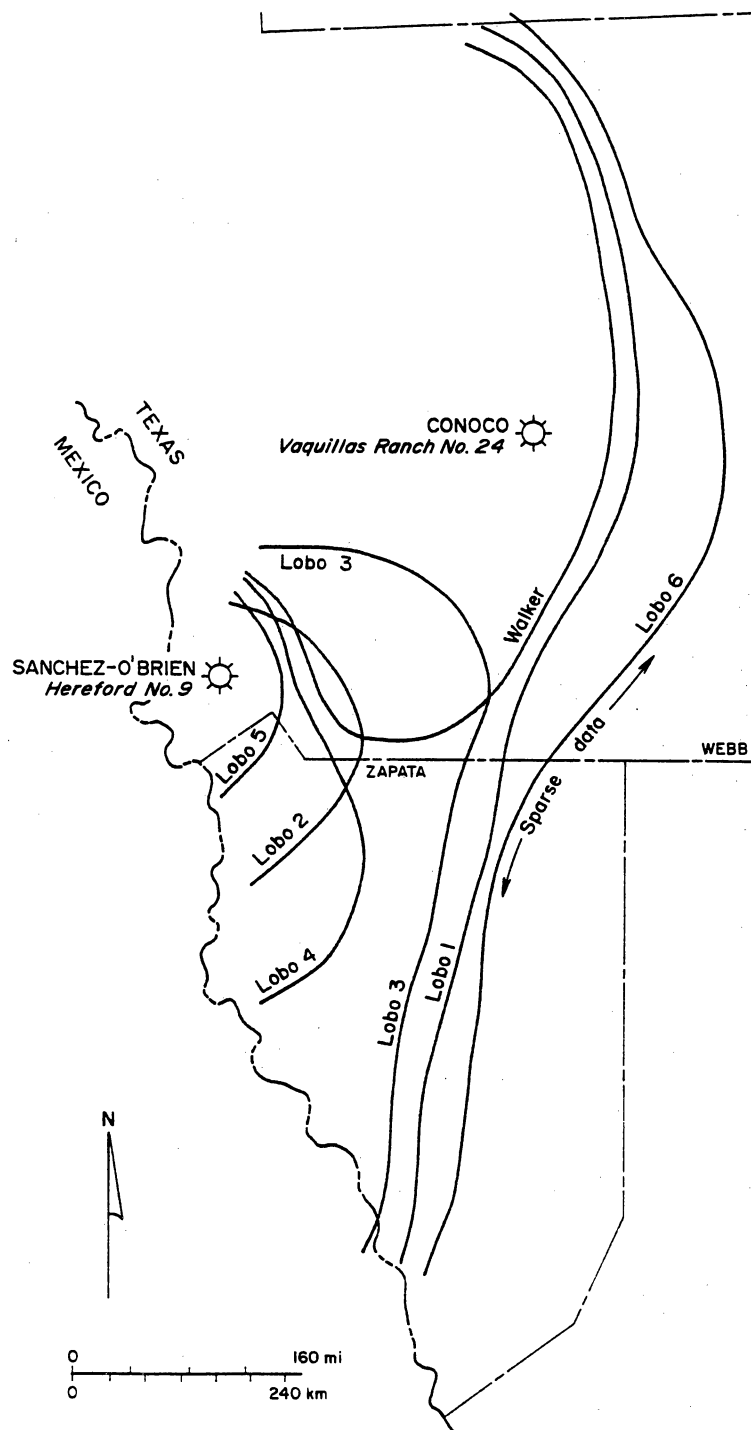 TEXAS
MEXICO
CONOCO
Vaquillas Ranch No. 24
Lobo 3
Walker
Lobo 6
SANCHEZ-O'BRIEN
Hereford No. 9
Lobo 5
ZAPATA
WEBB
Sparse data
Lobo 2
Lobo 4
Lobo 3
Lobo 1
N
0 160 mi
0 240 km